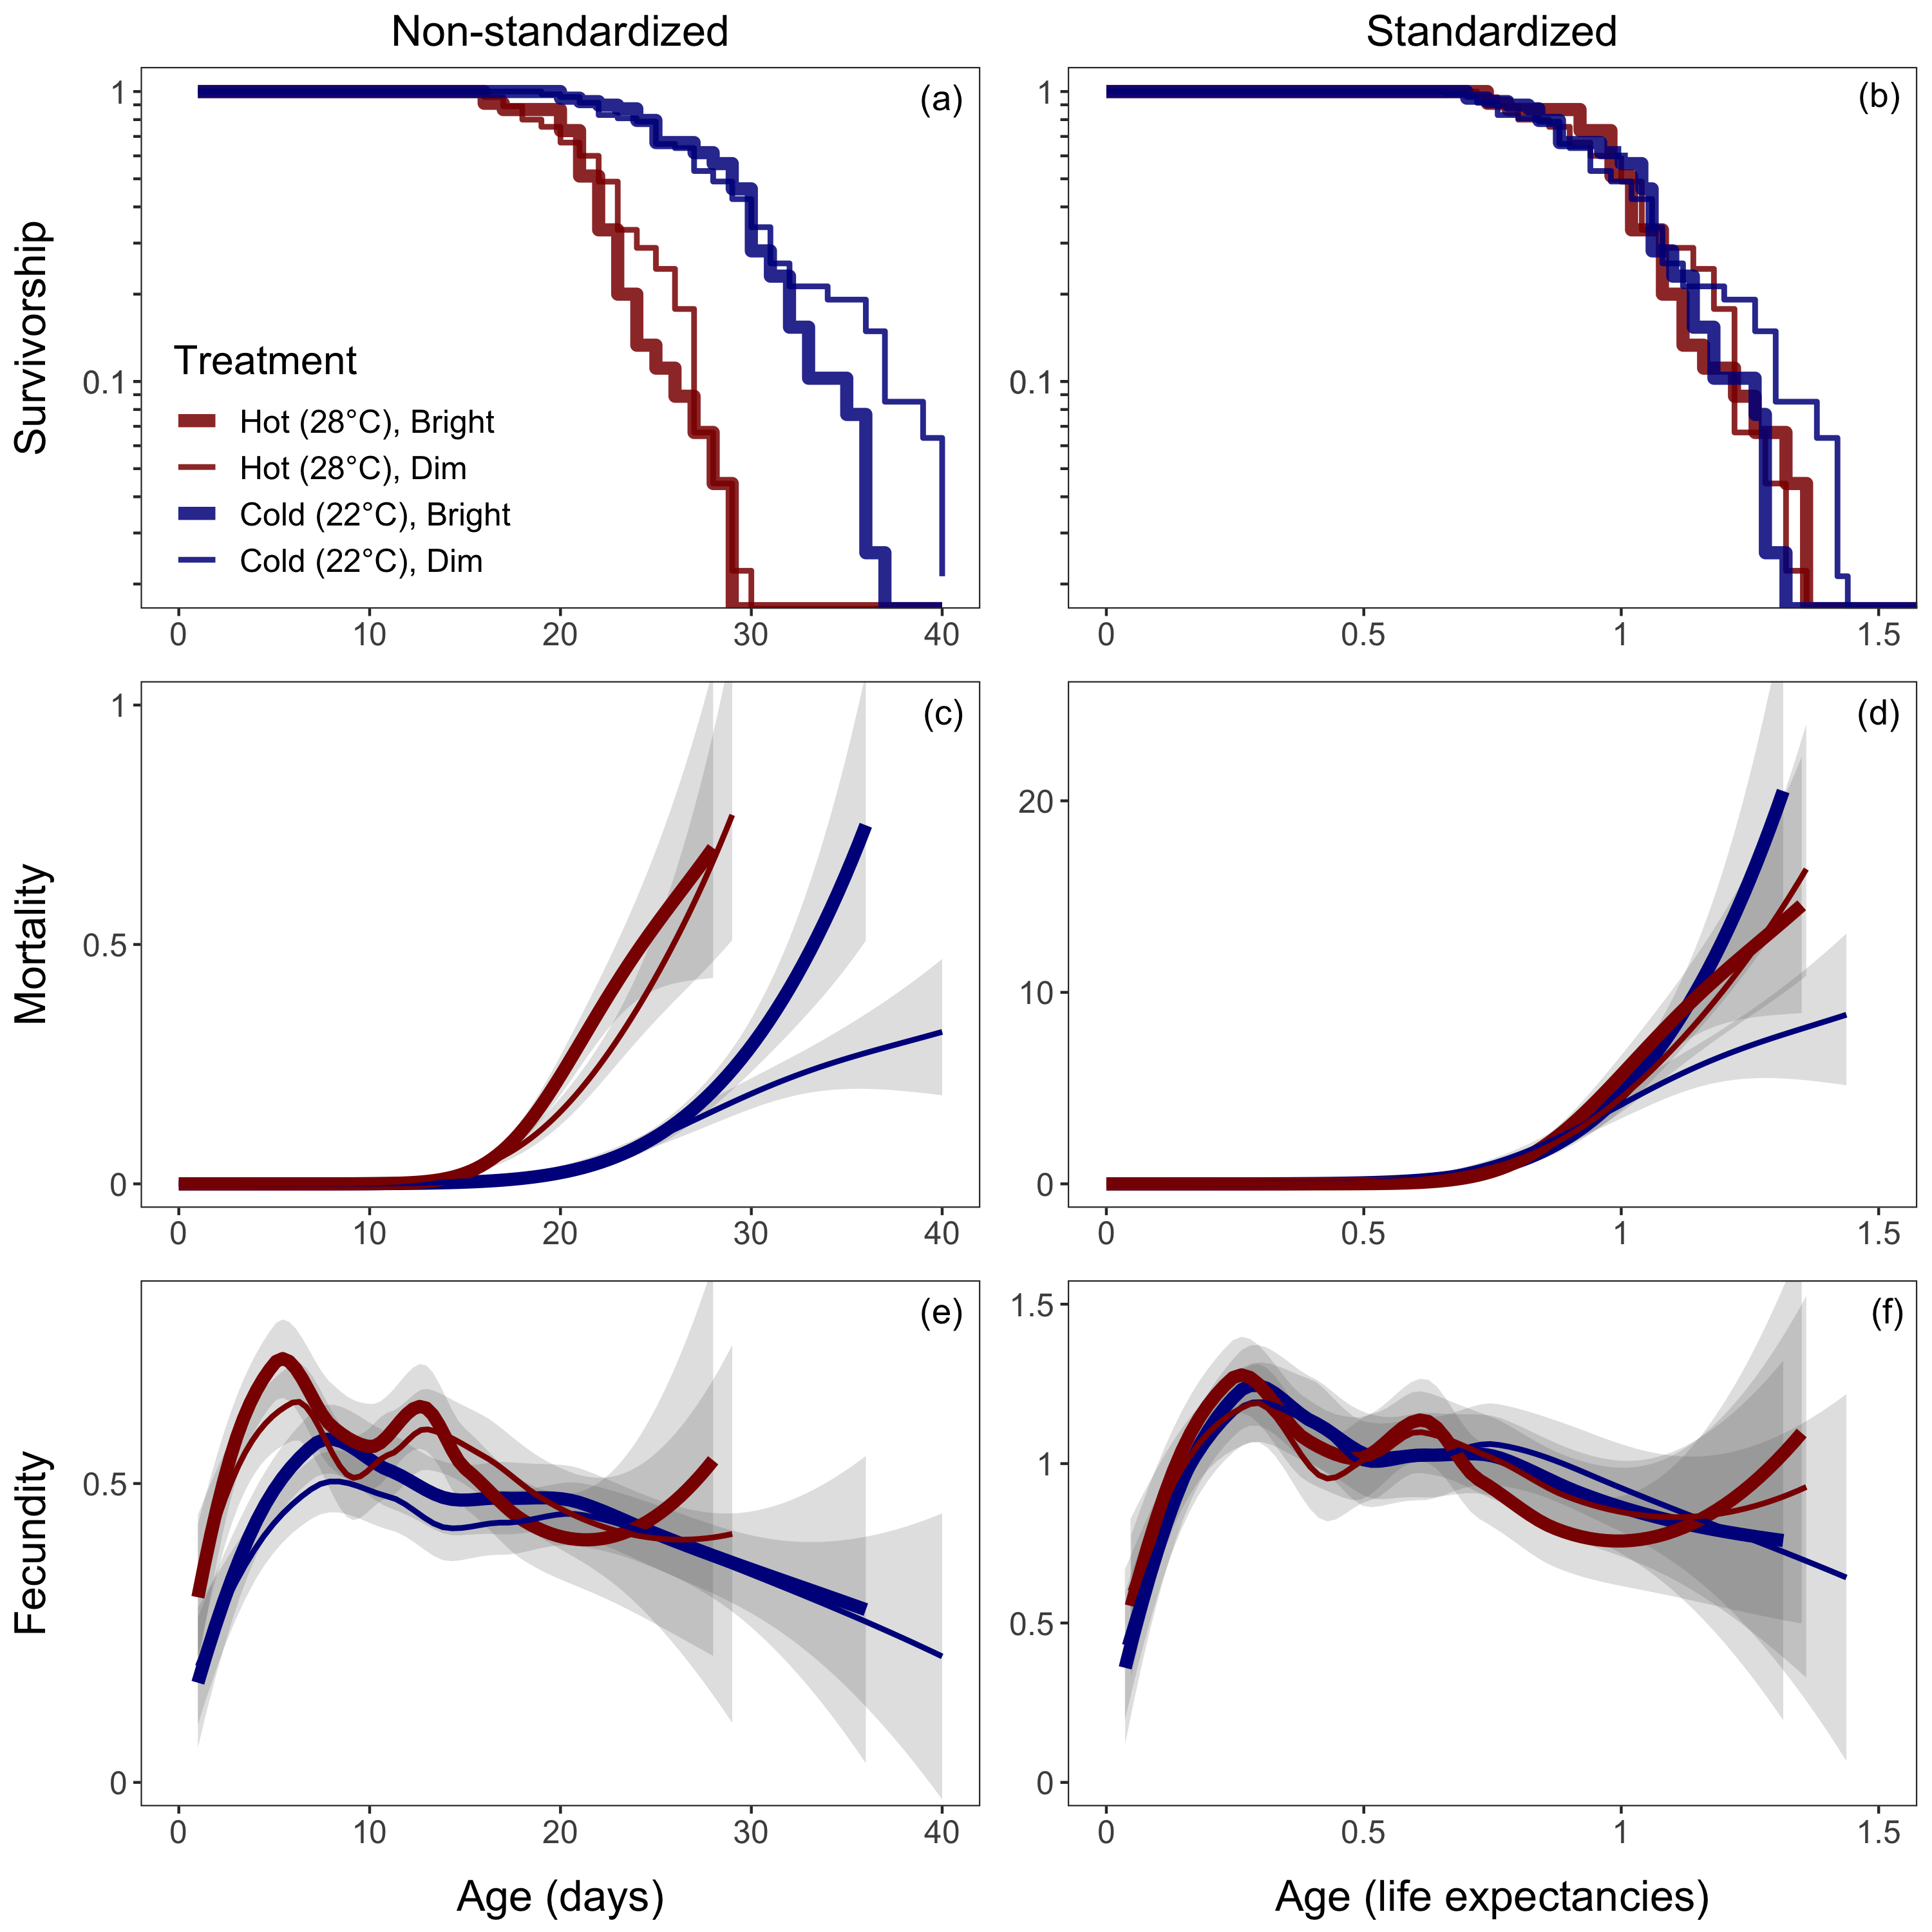 Non-standardized
Standardized
(a)
(b)
Survivorship
1
0.1
Treatment
Hot (28°C), Bright
Hot (28°C), Dim
Cold (22°C), Bright
Cold (22°C), Dim
0 10 20 30 40
1
0.1
0 0.5 1 1.5
(c)
(d)
Mortality
1
0.5
0
0 10 20 30 40
20
10
0
0 0.5 1 1.5
(e)
(f)
Fecundity
0.5
0
0 10 20 30 40
1.5
1
0.5
0
0 0.5 1 1.5
Age (days)
Age (life expectancies)